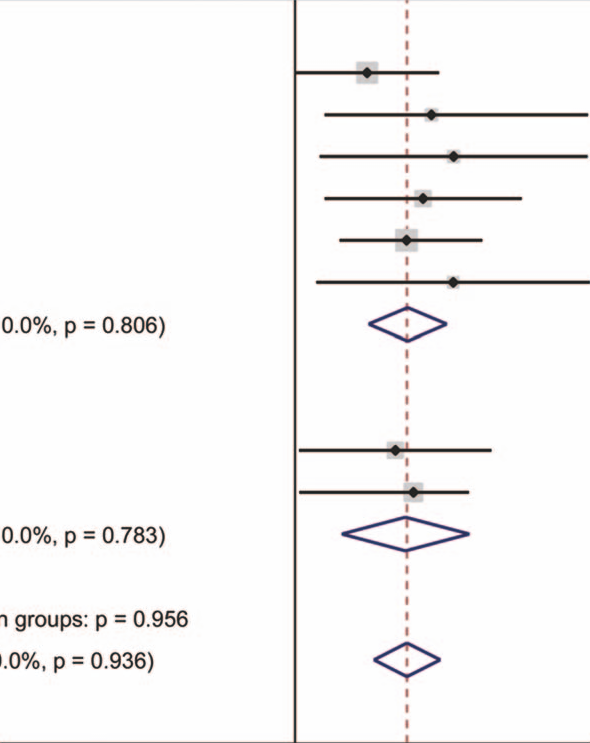 0.0%, p = 0.806)
0.0%, p = 0.783)
n groups: p = 0.956
0.0%, p = 0.936)